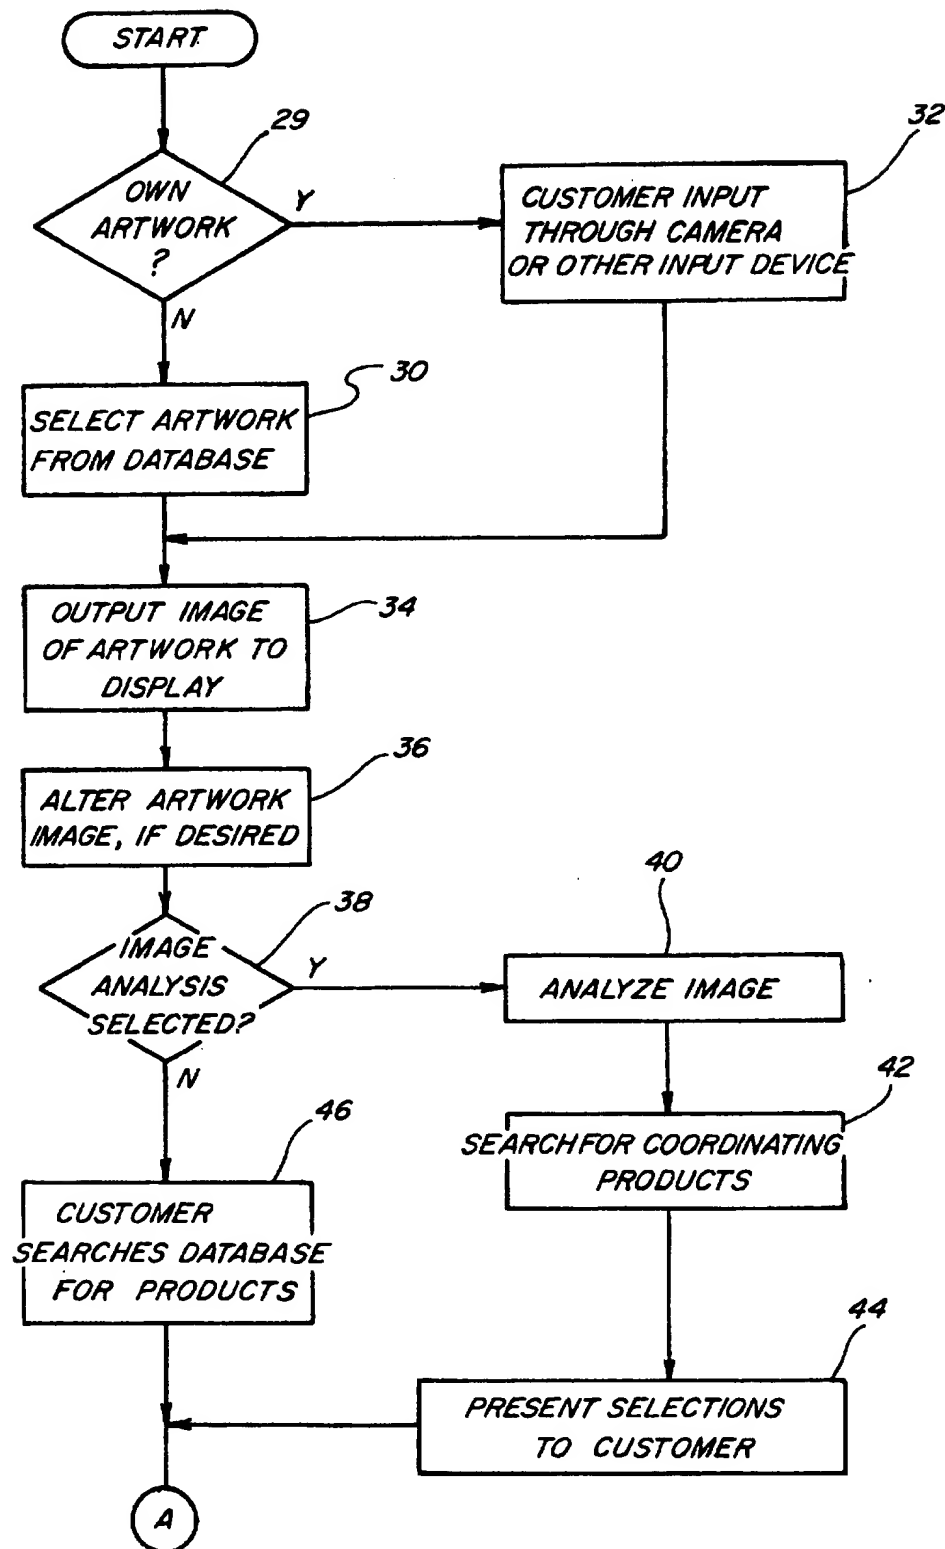 START
29
32
OWN
ARTWORK
?
Y
CUSTOMER INPUT
THROUGH CAMERA
OR OTHER INPUT DEVICE
N
30
SELECT ARTWORK
FROM DATABASE
34
OUTPUT IMAGE
OF ARTWORK TO
DISPLAY
36
ALTER ARTWORK
IMAGE, IF DESIRED
38
40
IMAGE
ANALYSIS
SELECTED?
Y
ANALYZE IMAGE
N
42
SEARCH FOR COORDINATING
PRODUCTS
46
CUSTOMER
SEARCHES DATABASE
FOR PRODUCTS
44
PRESENT SELECTIONS
TO CUSTOMER
A